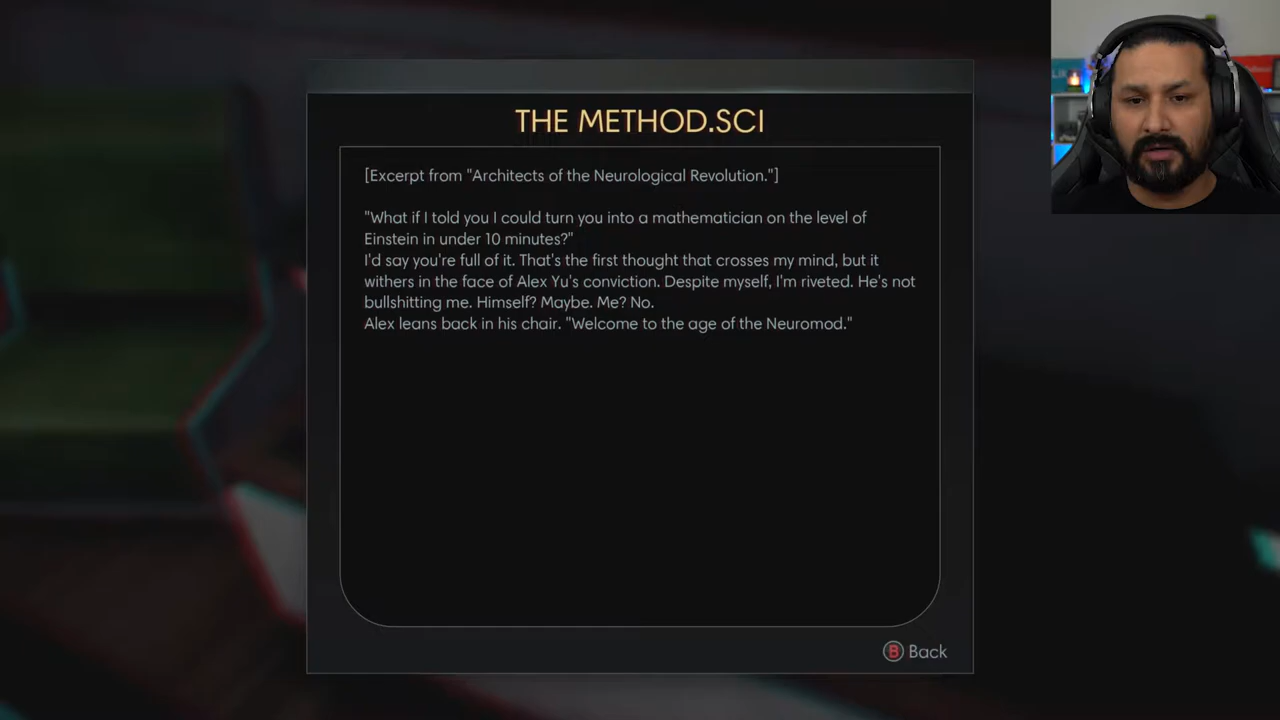 THE METHOD.SCI
[Excerpt from "Architects of the Neurological Revolution."]
"What if I told you I could turn you into a mathematician on the level of
Einstein in under 10 minutes?"
I'd say you're full of it. That's the first thought that crosses my mind, but it
withers in the face of Alex Yu's conviction. Despite myself, I'm riveted. He's not
bullshitting me. Himself? Maybe. Me? No.
Alex leans back in his chair. "Welcome to the age of the Neuromod."
B Back